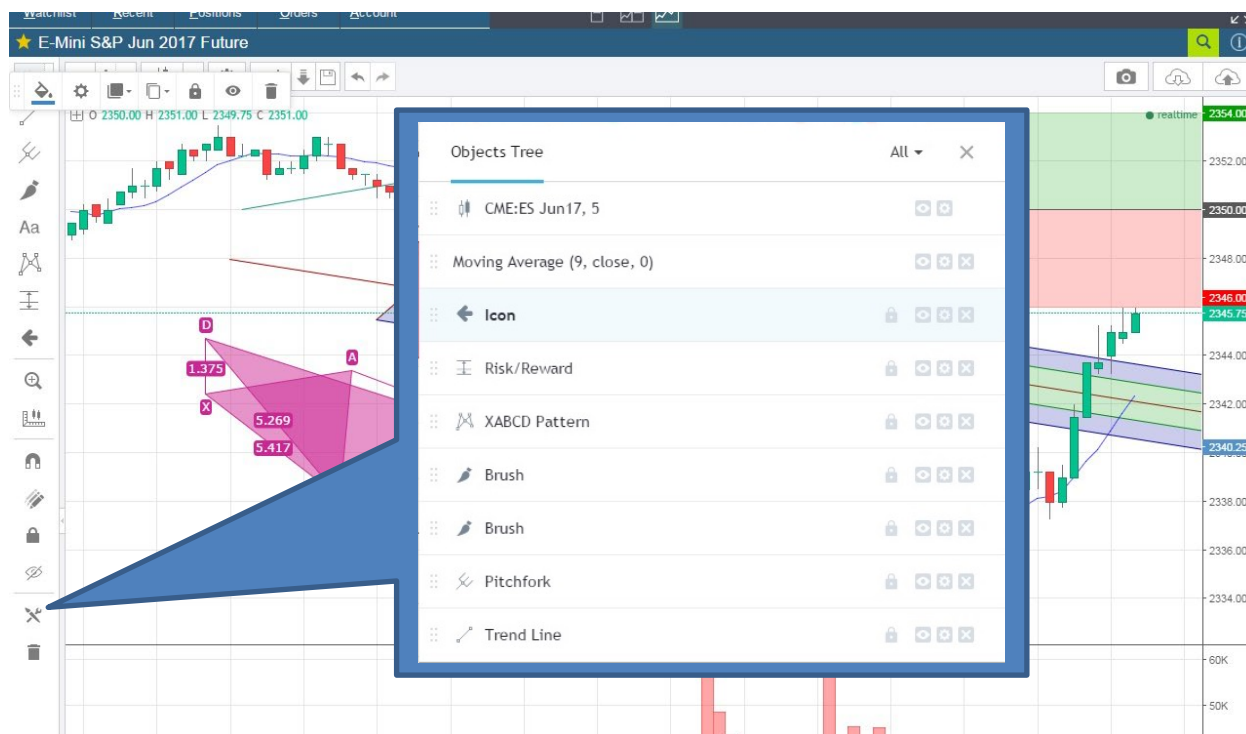 Watchlist Recent Positions Orders Account
E-Mini S&P Jun 2017 Future
O 2350.00 H 2351.00 L 2349.75 C 2351.00
realtime
2354.00
2352.00
2350.00
2348.00
2346.00
2345.75
2344.00
2342.00
2340.25
2338.00
2336.00
2334.00
60K
50K
Aa
D
1.375
A
X
5.269
5.417
Objects Tree All
CME:ES Jun17, 5
Moving Average (9, close, 0)
Icon
Risk/Reward
XABCD Pattern
Brush
Brush
Pitchfork
Trend Line